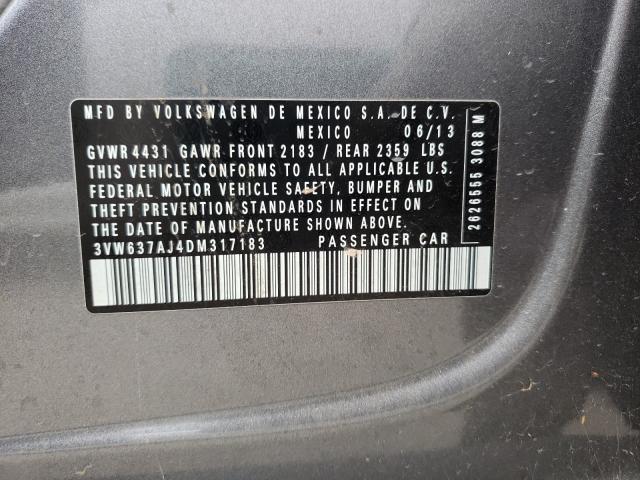 MFD BY VOLKSWAGEN DE MEXICO S.A. DE C.V.
MEXICO 06/13
GVWR 4431 GAWR FRONT 2183 / REAR 2359 LBS
THIS VEHICLE CONFORMS TO ALL APPLICABLE U.S.
FEDERAL MOTOR VEHICLE SAFETY, BUMPER AND
THEFT PREVENTION STANDARDS IN EFFECT ON
THE DATE OF MANUFACTURE SHOWN ABOVE.
3VW637AJ4DM317183 PASSENGER CAR
2626555 3088 M